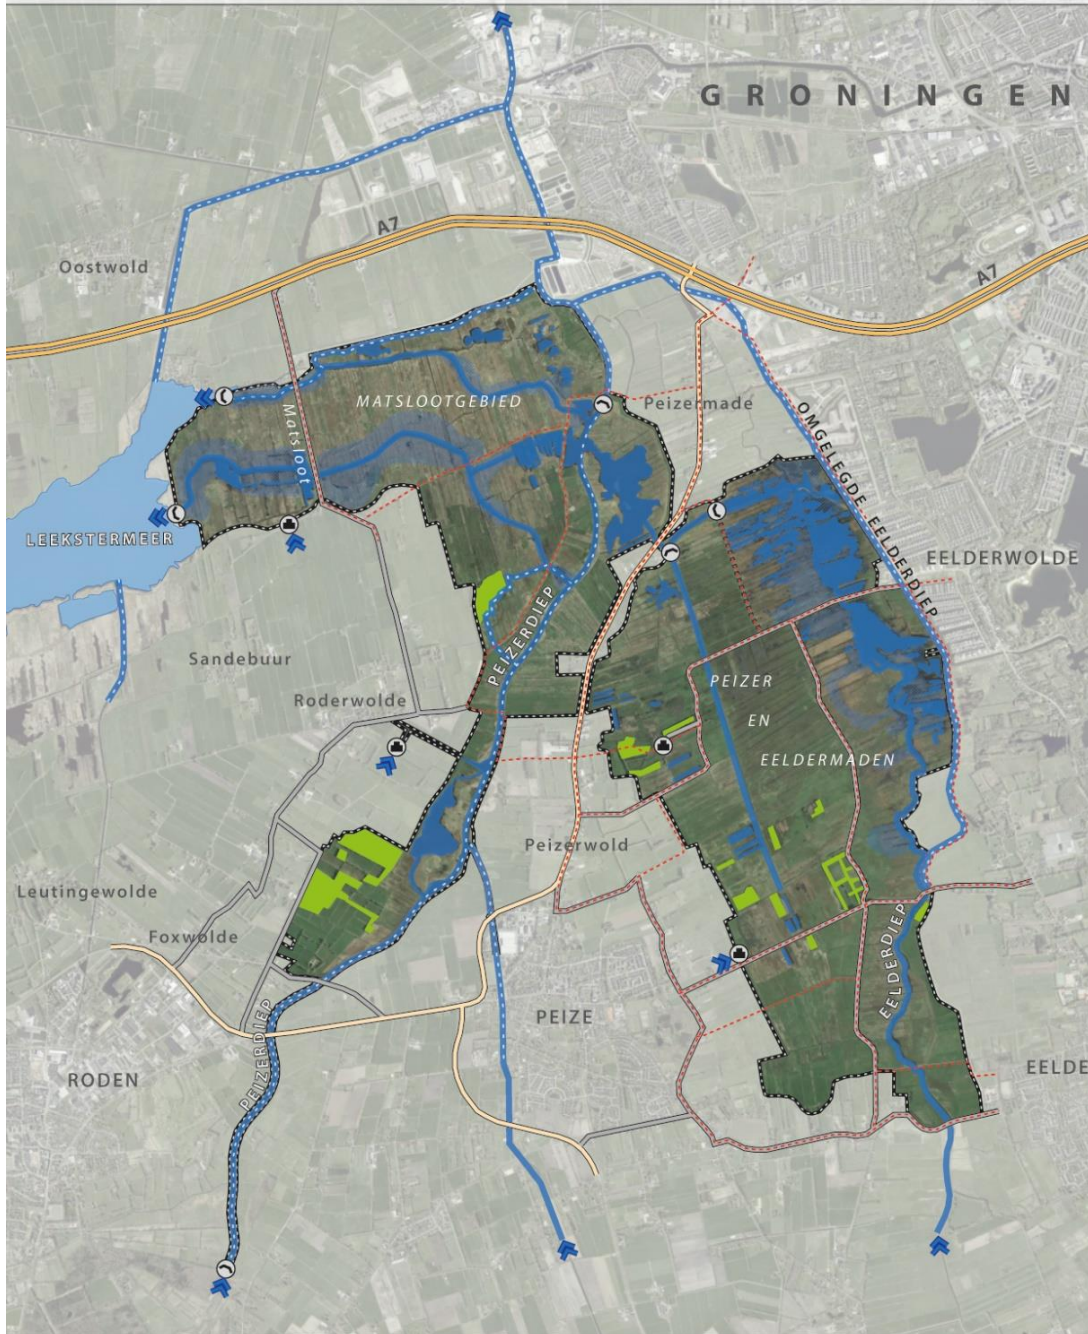 GRONINGEN
A7
Oostwold
A7
MATSLOOTGEBIED
Peizermade
Matsloot
OMGELEGDE EELDERDIEP
LEEKSTERMEER
EELDERWOLDE
PEIZERDIEP
Sandebuur
Roderwolde
PEIZER
EN
EELDERMADEN
Peizerwold
Leutingewolde
Foxwolde
EELDERDIEP
PEIZE
PEIZERDIEP
RODEN
EELDE